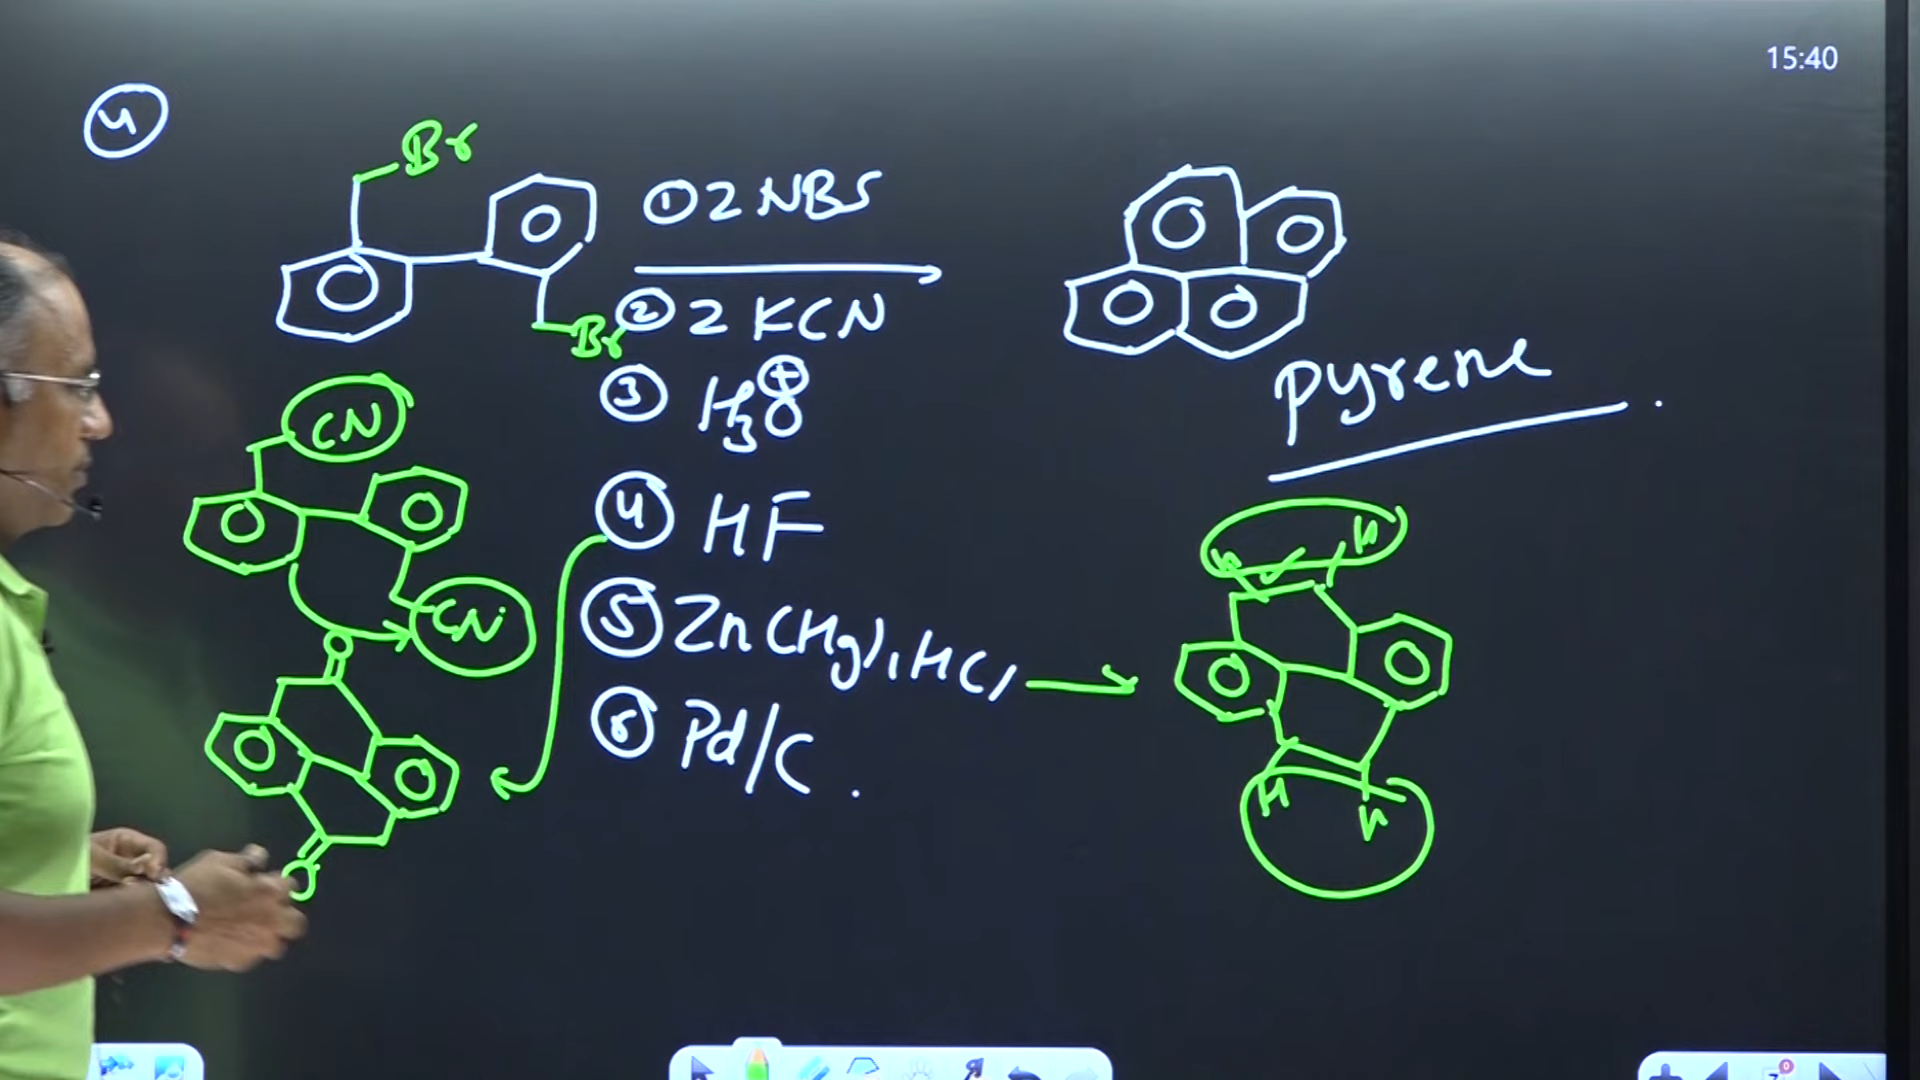 15:40
4
Br
① 2 NBS
Br
② 2 KCN
③ H₃O⊕
pyrene
CN
④ HF
H H
CN
⑤ Zn(Hg), HCl
O
⑥ Pd/C.
H H
O